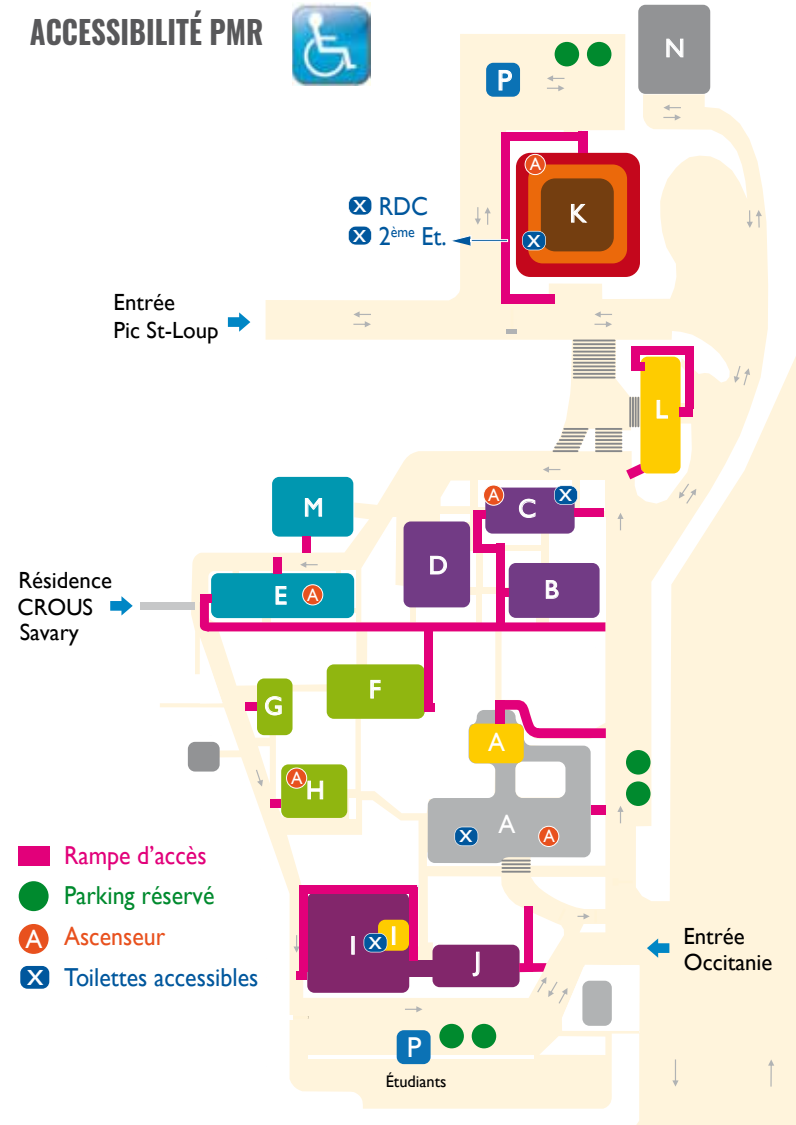 ACCESSIBILITÉ PMR
N
P
A
K
X RDC
X 2ème Et.
X
Entrée
Pic St-Loup
L
M
A
X
C
D
B
E
A
Résidence
CROUS
Savary
F
G
A
A
H
A
X
A
Rampe d'accès
Parking réservé
A Ascenseur
X Toilettes accessibles
I
X
I
J
Entrée
Occitanie
P
Étudiants